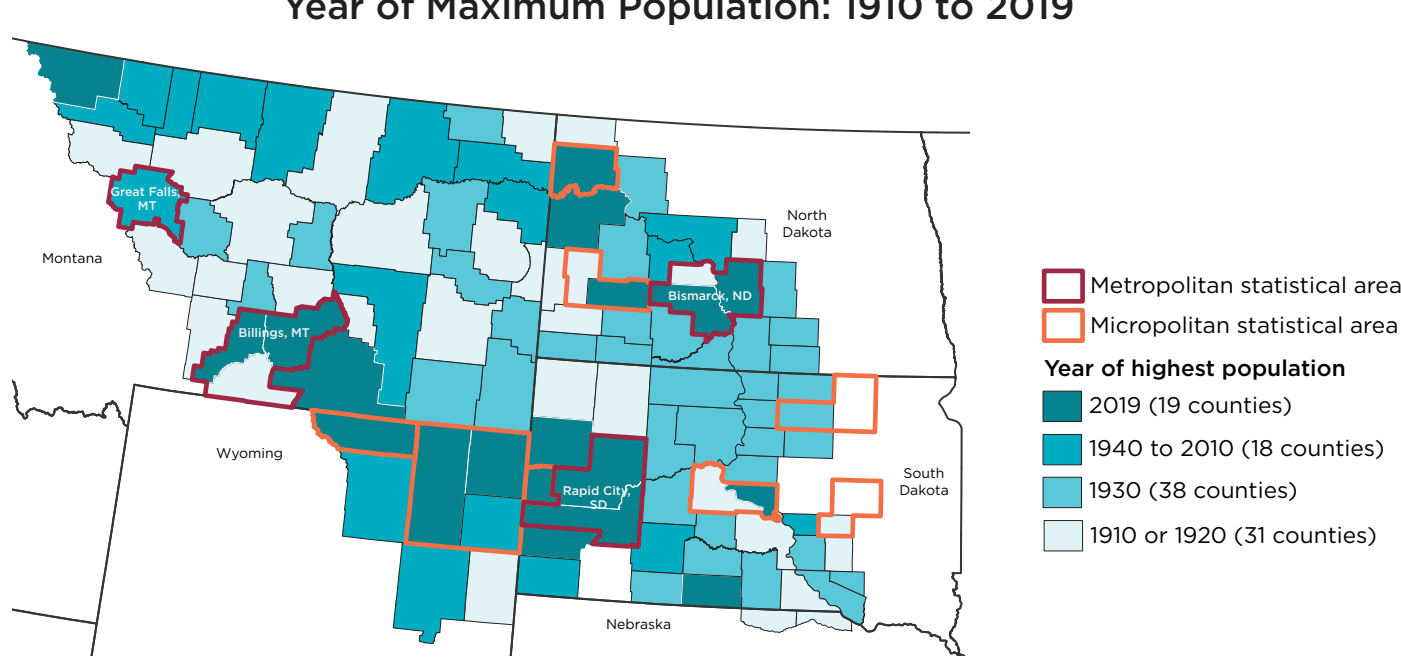 Year of Maximum Population: 1910 to 2019
Great Falls,
MT
North
Dakota
Montana
Bismarck, ND
Billings, MT
Wyoming
Rapid City,
SD
South
Dakota
Nebraska
Metropolitan statistical area
Micropolitan statistical area
Year of highest population
2019 (19 counties)
1940 to 2010 (18 counties)
1930 (38 counties)
1910 or 1920 (31 counties)